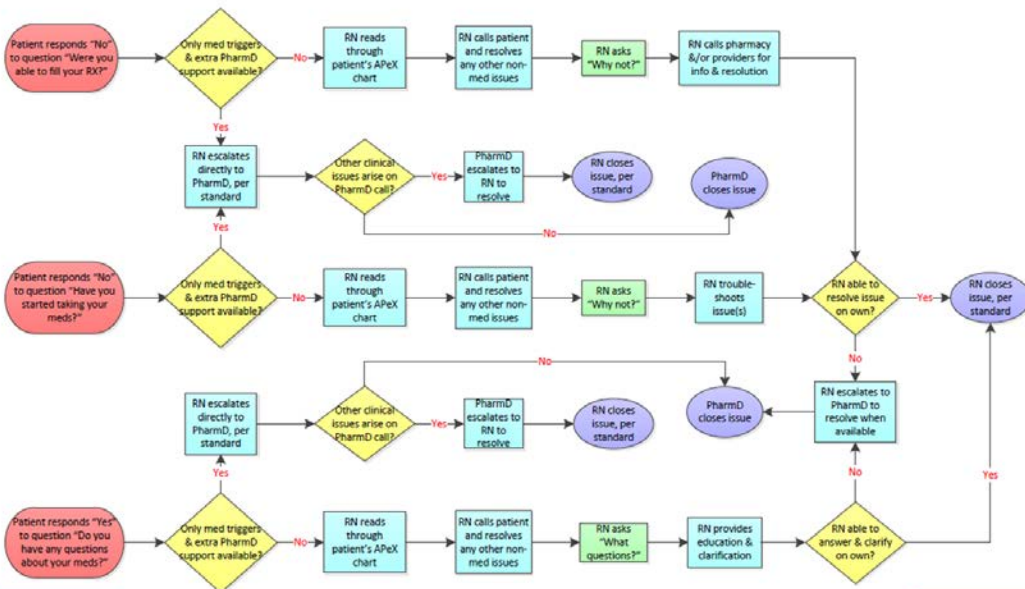 Patient responds "No"
to question "Were you
able to fill your RX?"
Only med triggers
& extra PharmD
support available?
No
RN reads
through
patient's APeX
chart
RN calls patient
and resolves
any other non-
med issues
RN asks
"Why not?"
RN calls pharmacy
&/or providers for
info & resolution
Yes
RN escalates
directly to
PharmD, per
standard
Other clinical
issues arise on
PharmD call?
Yes
PharmD
escalates to
RN to
resolve
RN closes
issue, per
standard
PharmD
closes issue
No
Yes
Patient responds "No"
to question "Have you
started taking your
meds?"
Only med triggers
& extra PharmD
support available?
No
RN reads
through
patient's APeX
chart
RN calls patient
and resolves
any other non-
med issues
RN asks
"Why not?"
RN trouble-
shoots
issue(s)
RN able to
resolve issue
on own?
Yes
RN closes
issue, per
standard
No
No
RN escalates
directly to
PharmD, per
standard
Other clinical
issues arise on
PharmD call?
Yes
PharmD
escalates to
RN to
resolve
RN closes
issue, per
standard
PharmD
closes issue
RN escalates to
PharmD to
resolve when
available
Yes
No
Yes
Patient responds "Yes"
to question "Do you
have any questions
about your meds?"
Only med triggers
& extra PharmD
support available?
No
RN reads
through
patient's APeX
chart
RN calls patient
and resolves
any other non-
med issues
RN asks
"What
questions?"
RN provides
education &
clarification
RN able to
answer & clarify
on own?